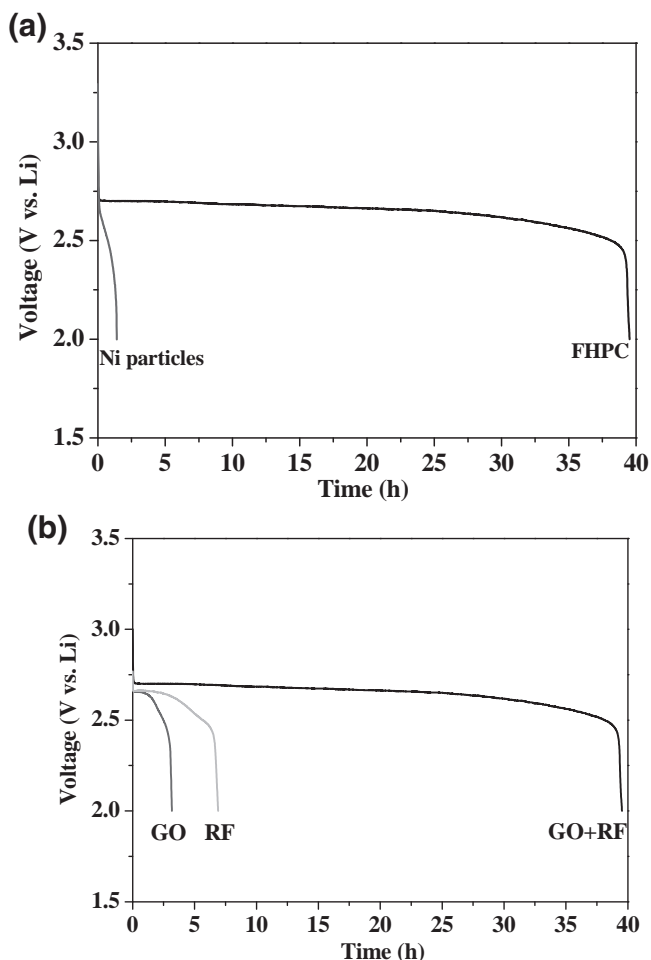 (a)
3.5
3.0
2.5
2.0
1.5
Voltage (V vs. Li)
Ni particles
FHPC
0 5 10 15 20 25 30 35 40
Time (h)
(b)
3.5
3.0
2.5
2.0
1.5
Voltage (V vs. Li)
GO RF GO+RF
0 5 10 15 20 25 30 35 40
Time (h)